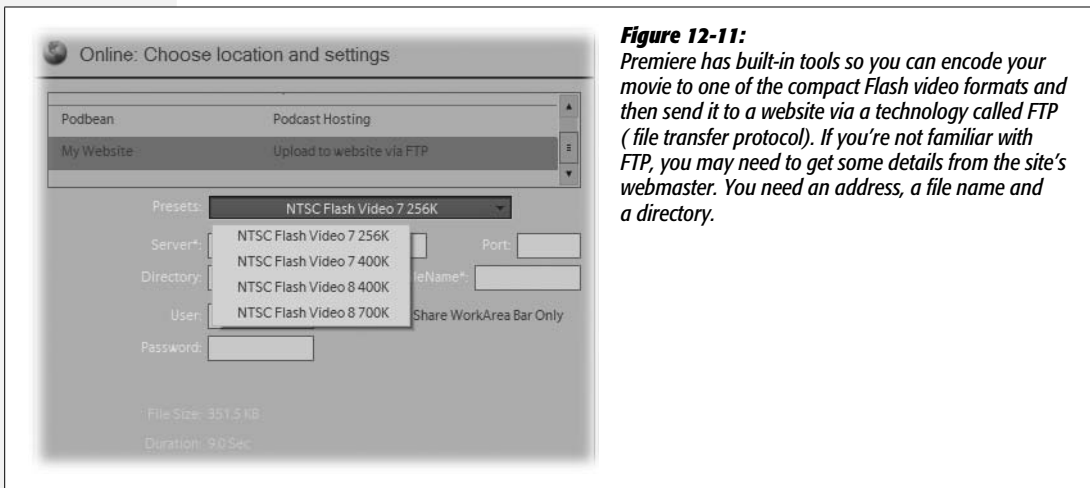 Online: Choose location and settings
Podbean Podcast Hosting
My Website Upload to website via FTP
Presets: NTSC Flash Video 7 256K
NTSC Flash Video 7 256K
Server*: Port:
NTSC Flash Video 7 400K
Directory: leName*:
NTSC Flash Video 8 400K
User: NTSC Flash Video 8 700K Share WorkArea Bar Only
Password:
File Size: 351.5 KB
Duration: 9.0 Sec
Figure 12-11:
Premiere has built-in tools so you can encode your
movie to one of the compact Flash video formats and
then send it to a website via a technology called FTP
( file transfer protocol). If you’re not familiar with
FTP, you may need to get some details from the site’s
webmaster. You need an address, a file name and
a directory.